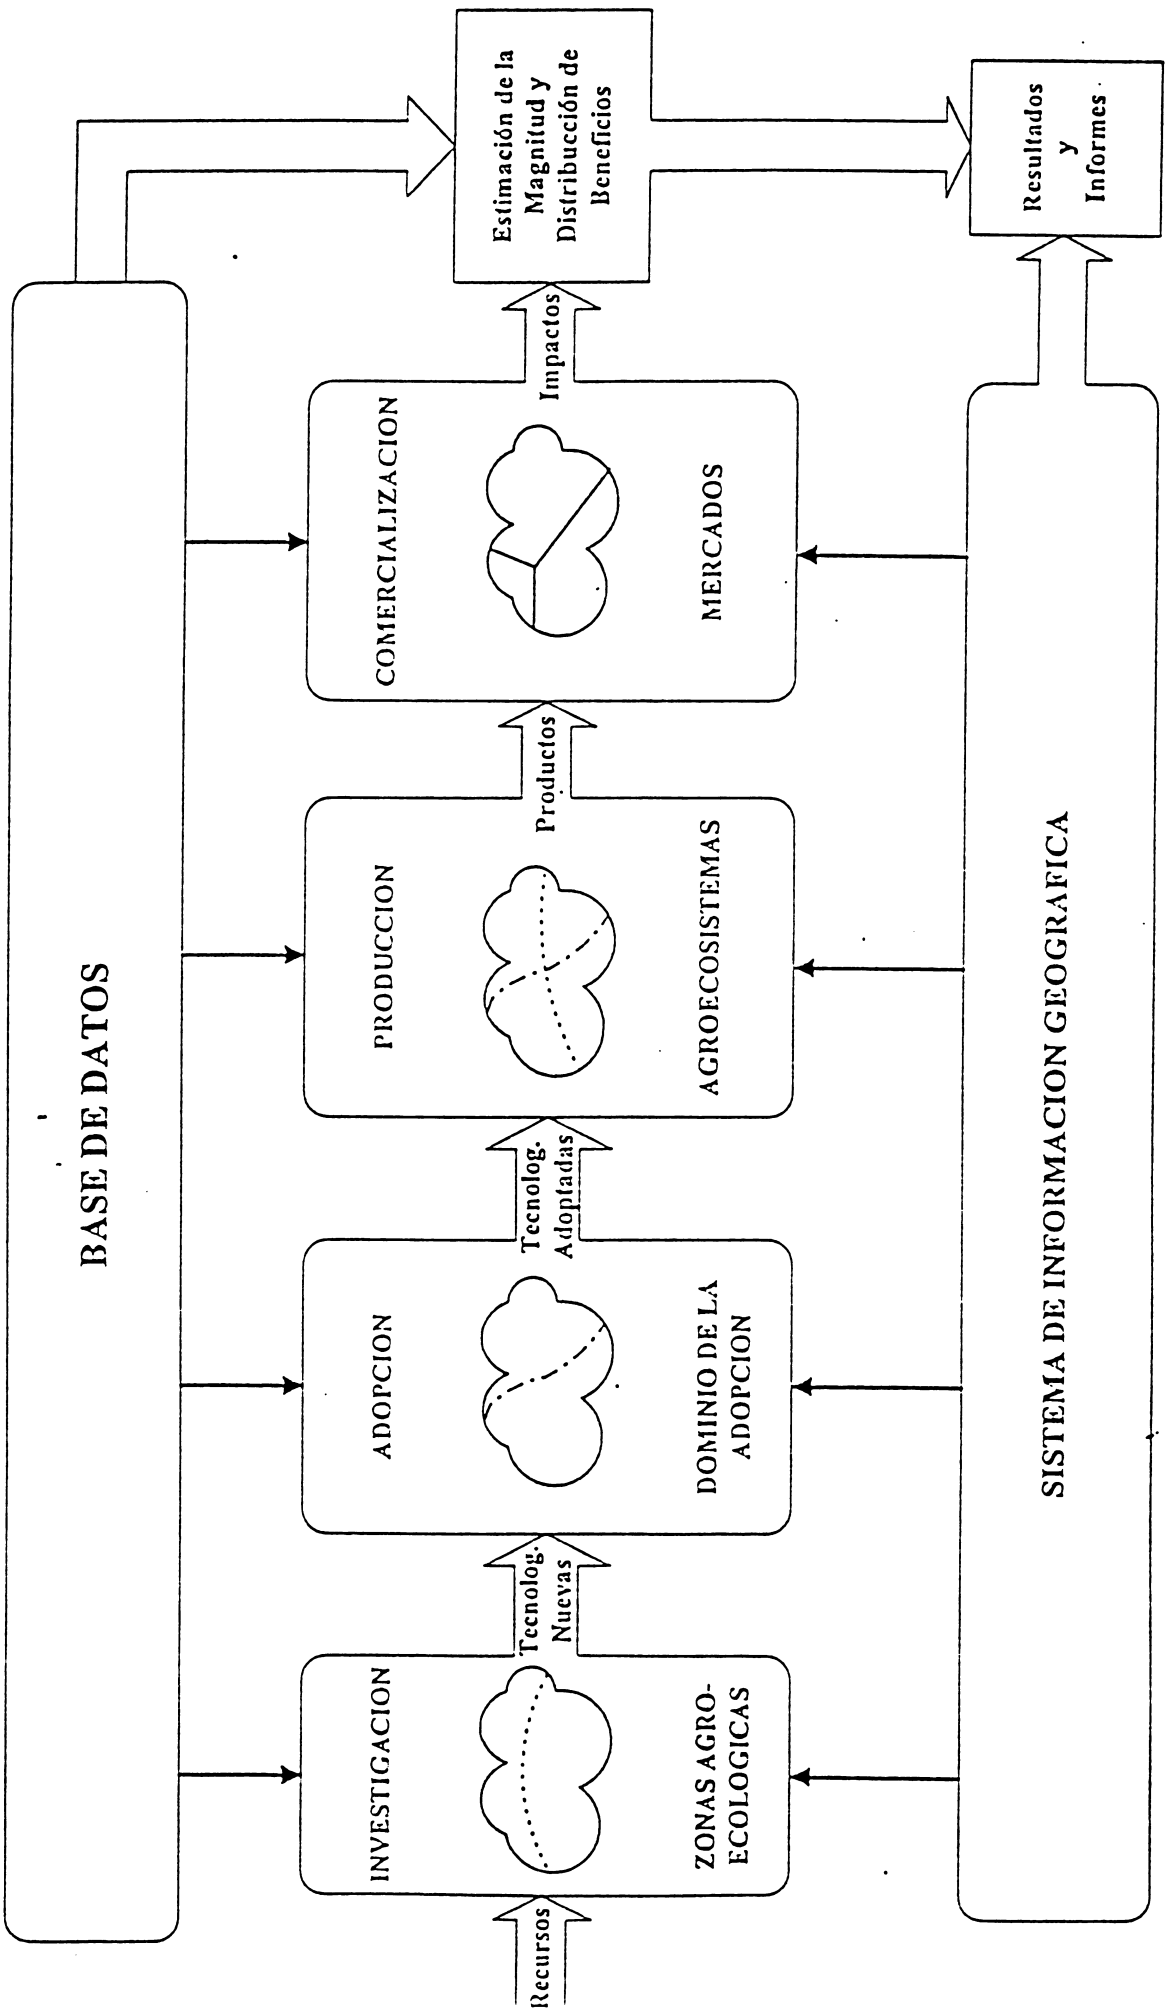 BASE DE DATOS
Recursos
INVESTIGACION
ZONAS AGRO-
ECOLOGICAS
Tecnolog.
Nuevas
ADOPCION
DOMINIO DE LA
ADOPCION
Tecnolog.
Adoptadas
PRODUCCION
AGROECOSISTEMAS
Productos
COMERCIALIZACION
MERCADOS
Impactos
Estimación de la
Magnitud y
Distribucción de
Beneficios
SISTEMA DE INFORMACION GEOGRAFICA
Resultados
y
Informes